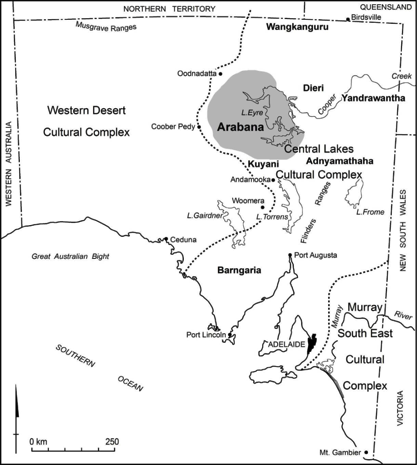 NORTHERN TERRITORY
QUEENSLAND
Musgrave Ranges
Wangkanguru
Birdsville
Oodnadatta
Dieri
Cooper
Creek
Yandrawantha
L.Eyre
Western Desert
Cultural Complex
Coober Pedy
Arabana
Central Lakes
Cultural Complex
Kuyani
Adnyamathaha
WESTERN AUSTRALIA
Andamooka
Woomera
L.Gairdner
L.Torrens
Flinders
Ranges
L.Frome
NEW SOUTH WALES
Ceduna
Great Australian Bight
Barngaria
Port Augusta
Murray
River
Murray
South East
Cultural
Complex
Port Lincoln
ADELAIDE
SOUTHERN
OCEAN
VICTORIA
0 km 250
Mt. Gambier